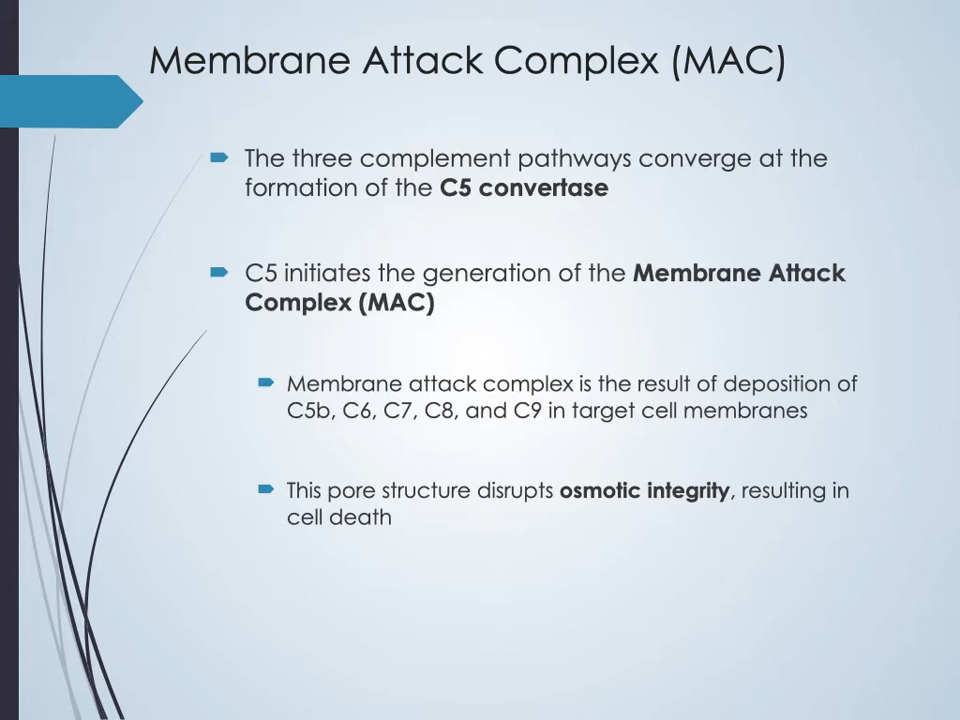 Membrane Attack Complex (MAC)
The three complement pathways converge at the
formation of the C5 convertase
C5 initiates the generation of the Membrane Attack
Complex (MAC)
Membrane attack complex is the result of deposition of
C5b, C6, C7, C8, and C9 in target cell membranes
This pore structure disrupts osmotic integrity, resulting in
cell death